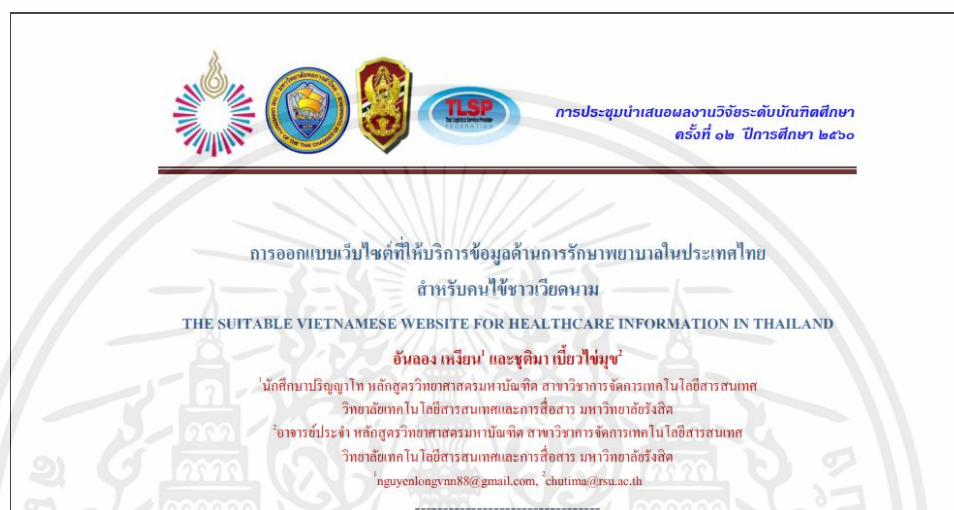 การประชุมนำเสนอผลงานวิจัยระดับบัณฑิตศึกษา
ครั้งที่ ๑๒ ปีการศึกษา ๒๕๖๐
TLSP
การออกแบบเว็บไซต์ที่ให้บริการข้อมูลด้านการรักษาพยาบาลในประเทศไทย
สำหรับคนไข้ชาวเวียดนาม
THE SUITABLE VIETNAMESE WEBSITE FOR HEALTHCARE INFORMATION IN THAILAND
อันลอง เหงียน¹ และชุติมา เบี้ยวไข่มุข²
¹นักศึกษาปริญญาโท หลักสูตรวิทยาศาสตรมหาบัณฑิต สาขาวิชาการจัดการเทคโนโลยีสารสนเทศ
วิทยาลัยเทคโนโลยีสารสนเทศและการสื่อสาร มหาวิทยาลัยรังสิต
²อาจารย์ประจำ หลักสูตรวิทยาศาสตรมหาบัณฑิต สาขาวิชาการจัดการเทคโนโลยีสารสนเทศ
วิทยาลัยเทคโนโลยีสารสนเทศและการสื่อสาร มหาวิทยาลัยรังสิต
¹nguyenlongvnn88@gmail.com, ²chutima@rsu.ac.th